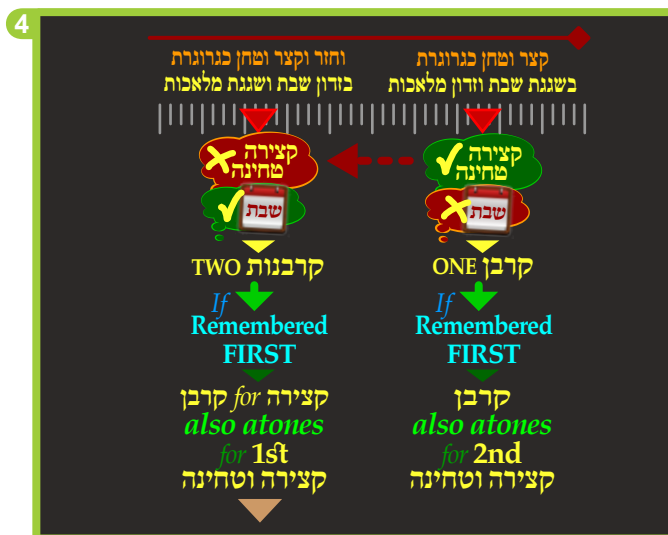 4
קצר וטחן כגרוגרת
בשגגת שבת וזדון מלאכות
קצירה
טחינה
שבת
ONE קרבן
If
Remembered
FIRST
קרבן
also atones
for 2nd
קצירה וטחינה
וחזר וקצר וטחן כגרוגרת
בזדון שבת ושגגת מלאכות
קצירה
טחינה
שבת
TWO קרבנות
If
Remembered
FIRST
קרבן for קצירה
also atones
for 1st
קצירה וטחינה